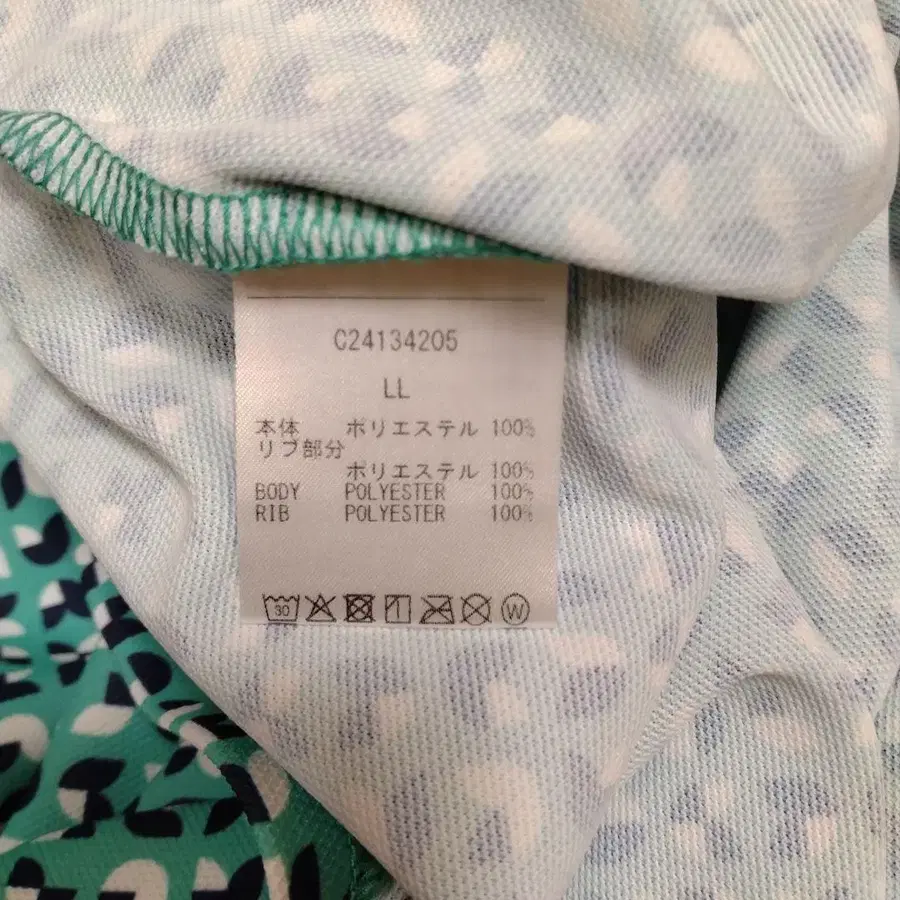 C24134205
LL
本体 ポリエステル 100%
リブ部分
ポリエステル 100%
BODY POLYESTER 100%
RIB POLYESTER 100%
30 W